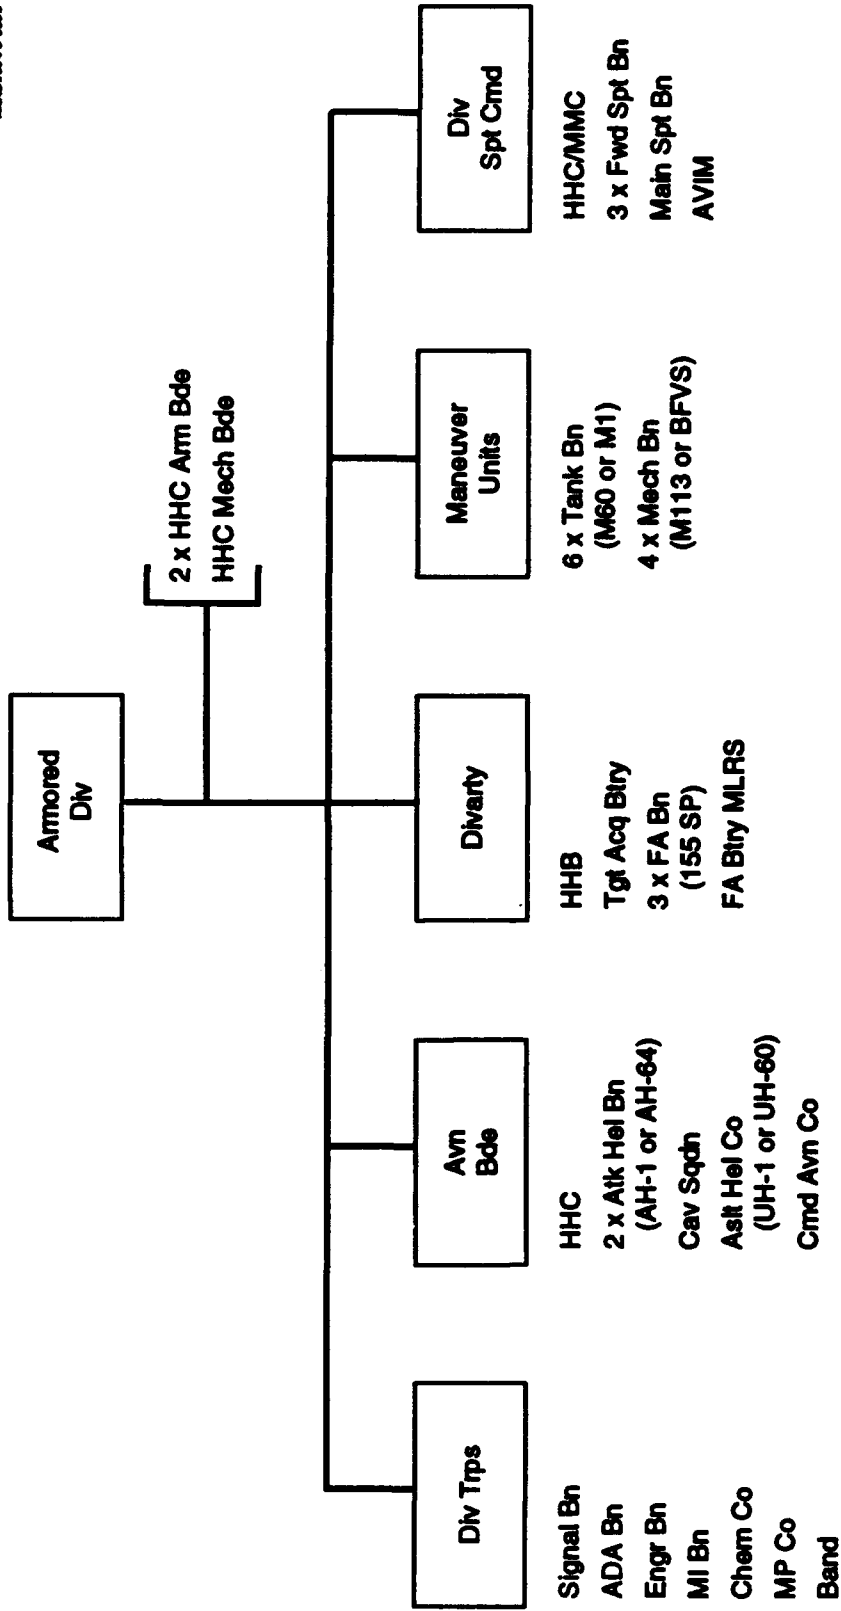 Armored
Div
2 x HHC Arm Bde
HHC Mech Bde
Div Trps
Signal Bn
ADA Bn
Engr Bn
MI Bn
Chem Co
MP Co
Band
Avn
Bde
HHC
2 x Atk Hel Bn
(AH-1 or AH-64)
Cav Sqdn
Aslt Hel Co
(UH-1 or UH-60)
Cmd Avn Co
Divarty
HHB
Tgt Acq Btry
3 x FA Bn
(155 SP)
FA Btry MLRS
Maneuver
Units
6 x Tank Bn
(M60 or M1)
4 x Mech Bn
(M113 or BFVS)
Div
Spt Cmd
HHC/MMC
3 x Fwd Spt Bn
Main Spt Bn
AVIM